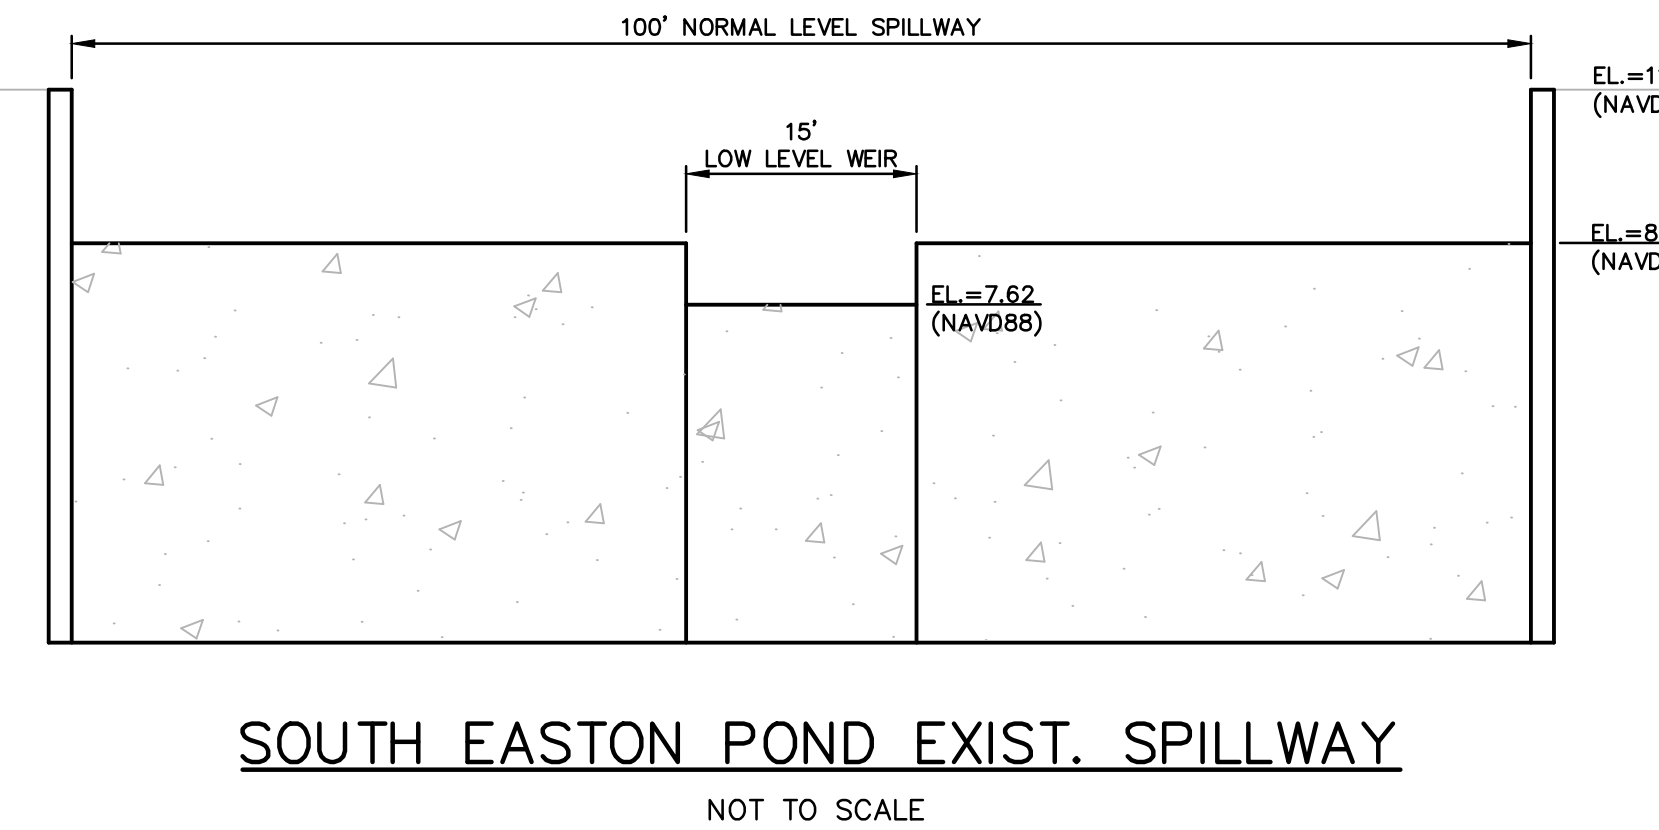 100' NORMAL LEVEL SPILLWAY
15'
LOW LEVEL WEIR
EL.=7.62
(NAVD88)
SOUTH EASTON POND EXIST. SPILLWAY
NOT TO SCALE